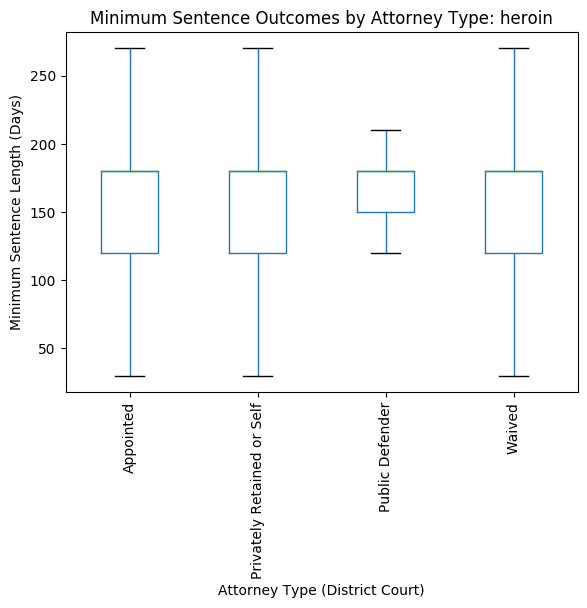 Minimum Sentence Outcomes by Attorney Type: heroin
Minimum Sentence Length (Days)
250
200
150
100
50
Appointed
Privately Retained or Self
Public Defender
Waived
Attorney Type (District Court)